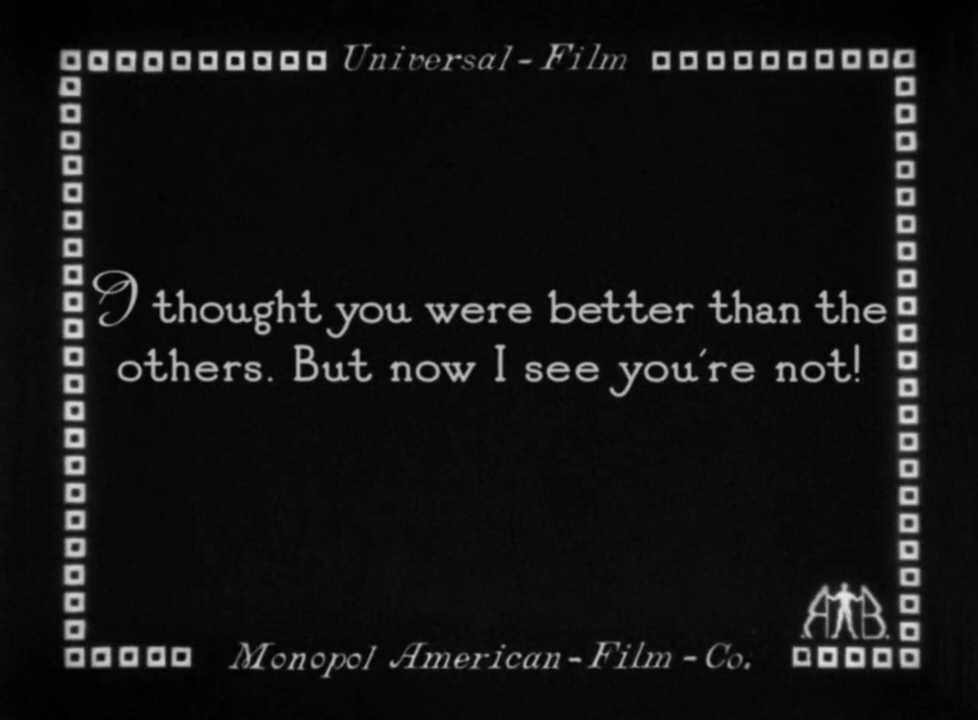 Universal-Film
I thought you were better than the
others. But now I see you're not!
A B.
Monopol American-Film-Co.